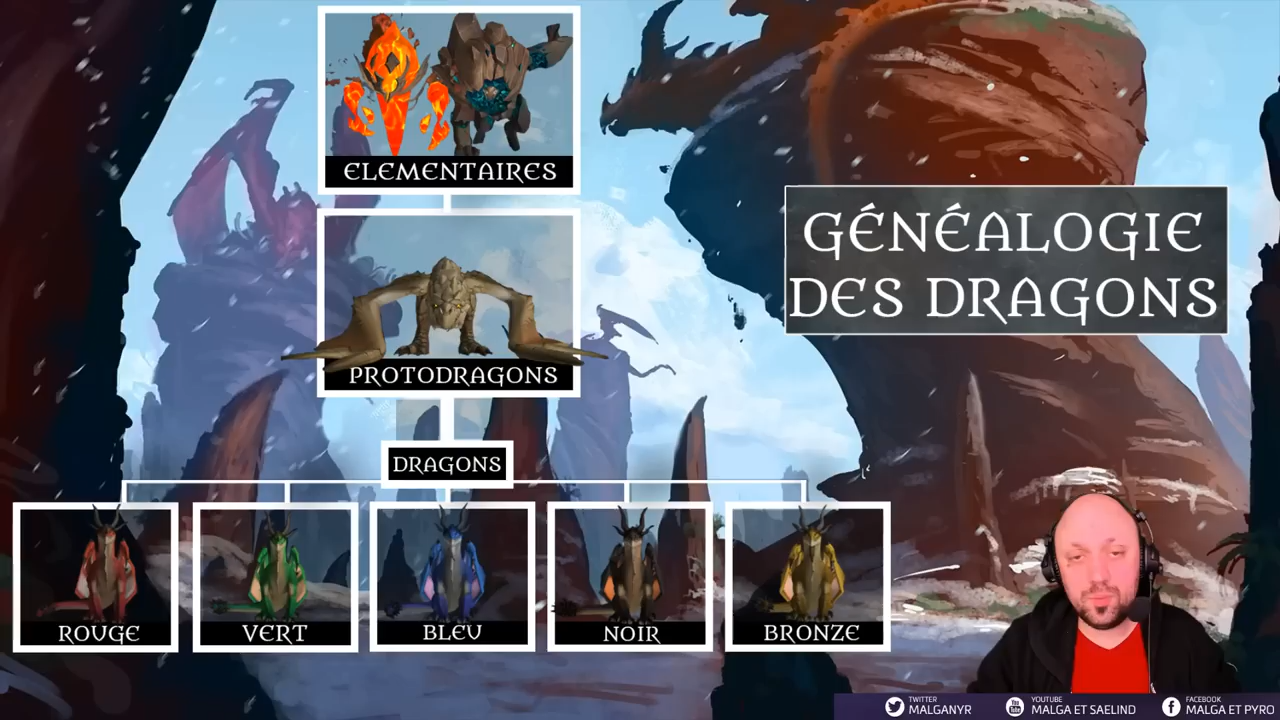 ELEMENTAIRES
PROTODRAGONS
DRAGONS
ROUGE
VERT
BLEU
NOIR
BRONZE
GÉNÉALOGIE
DES DRAGONS
TWITTER
MALGANYR
YOUTUBE
MALGA ET SAELIND
FACEBOOK
MALGA ET PYRO